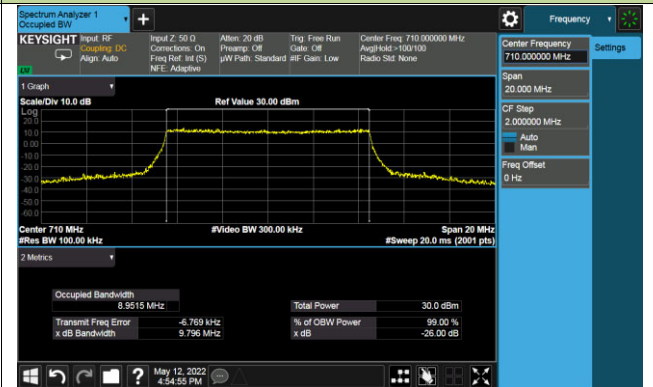 Spectrum Analyzer 1
Occupied BW
Frequency
KEYSIGHT
Input: RF
Coupling: DC
Align: Auto
Input Z: 50 Ω
Corrections: On
Freq Ref: Int (S)
NFE: Adaptive
Atten: 20 dB
Preamp: Off
µW Path: Standard
Trig: Free Run
Gate: Off
#IF Gain: Low
Center Freq: 710.000000 MHz
Avg|Hold:>100/100
Radio Std: None
Center Frequency
710.000000 MHz
Settings
Span
20.000 MHz
CF Step
2.000000 MHz
Auto
Man
Freq Offset
0 Hz
1 Graph
Scale/Div 10.0 dB
Ref Value 30.00 dBm
Log
20.0
10.0
0.00
-10.0
-20.0
-30.0
-40.0
-50.0
-60.0
Center 710 MHz
#Video BW 300.00 kHz
Span 20 MHz
#Res BW 100.00 kHz
#Sweep 20.0 ms (2001 pts)
2 Metrics
Occupied Bandwidth
8.9515 MHz
Total Power
30.0 dBm
Transmit Freq Error
-6.769 kHz
% of OBW Power
99.00 %
x dB Bandwidth
9.796 MHz
x dB
-26.00 dB
May 12, 2022
4:54:55 PM